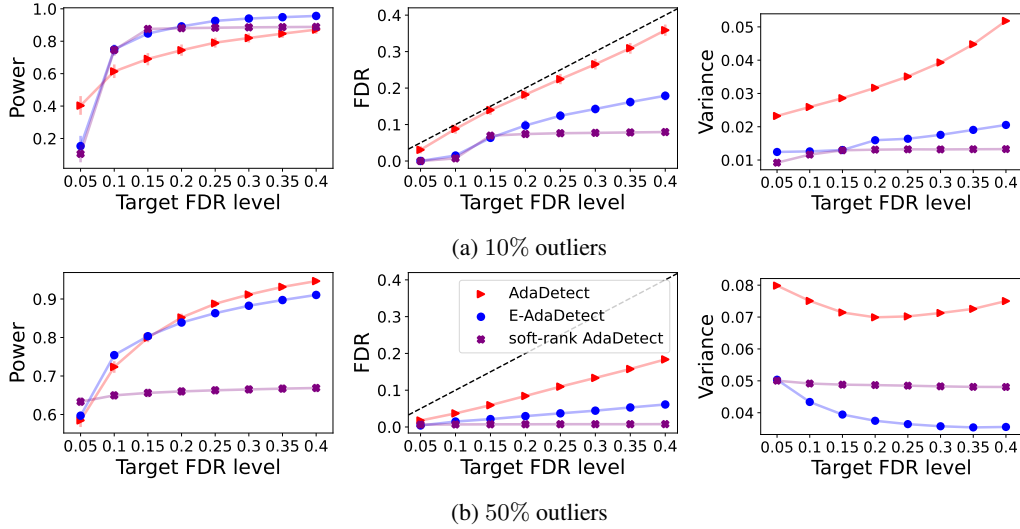 1.0
0.8
0.6
0.4
0.2
Power
0.05 0.1 0.15 0.2 0.25 0.3 0.35 0.4
Target FDR level
0.4
0.3
0.2
0.1
0.0
FDR
0.05 0.1 0.15 0.2 0.25 0.3 0.35 0.4
Target FDR level
0.05
0.04
0.03
0.02
0.01
Variance
0.05 0.1 0.15 0.2 0.25 0.3 0.35 0.4
Target FDR level
(a) 10% outliers
0.9
0.8
0.7
0.6
Power
0.05 0.1 0.15 0.2 0.25 0.3 0.35 0.4
Target FDR level
0.4
0.3
0.2
0.1
0.0
FDR
AdaDetect
E-AdaDetect
soft-rank AdaDetect
0.05 0.1 0.15 0.2 0.25 0.3 0.35 0.4
Target FDR level
0.08
0.07
0.06
0.05
0.04
Variance
0.05 0.1 0.15 0.2 0.25 0.3 0.35 0.4
Target FDR level
(b) 50% outliers